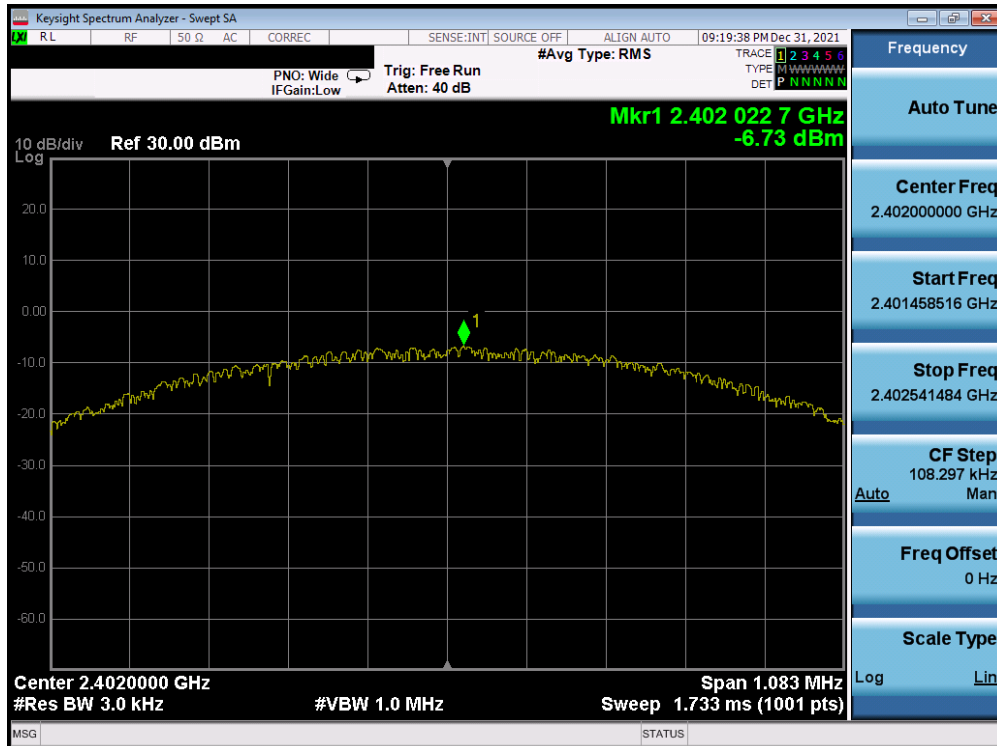 Keysight Spectrum Analyzer - Swept SA
LXI RL RF 50 Ω AC CORREC SENSE:INT SOURCE OFF ALIGN AUTO 09:19:38 PM Dec 31, 2021
PNO: Wide
IFGain:Low
Trig: Free Run
Atten: 40 dB
#Avg Type: RMS
TRACE 1 2 3 4 5 6
TYPE M W W W W W
DET P N N N N N
Mkr1 2.402 022 7 GHz
-6.73 dBm
10 dB/div
Log
Ref 30.00 dBm
20.0
10.0
0.00
-10.0
-20.0
-30.0
-40.0
-50.0
-60.0
1
Center 2.4020000 GHz
Span 1.083 MHz
#Res BW 3.0 kHz
#VBW 1.0 MHz
Sweep 1.733 ms (1001 pts)
MSG
STATUS
Frequency
Auto Tune
Center Freq
2.402000000 GHz
Start Freq
2.401458516 GHz
Stop Freq
2.402541484 GHz
CF Step
108.297 kHz
Auto Man
Freq Offset
0 Hz
Scale Type
Log Lin